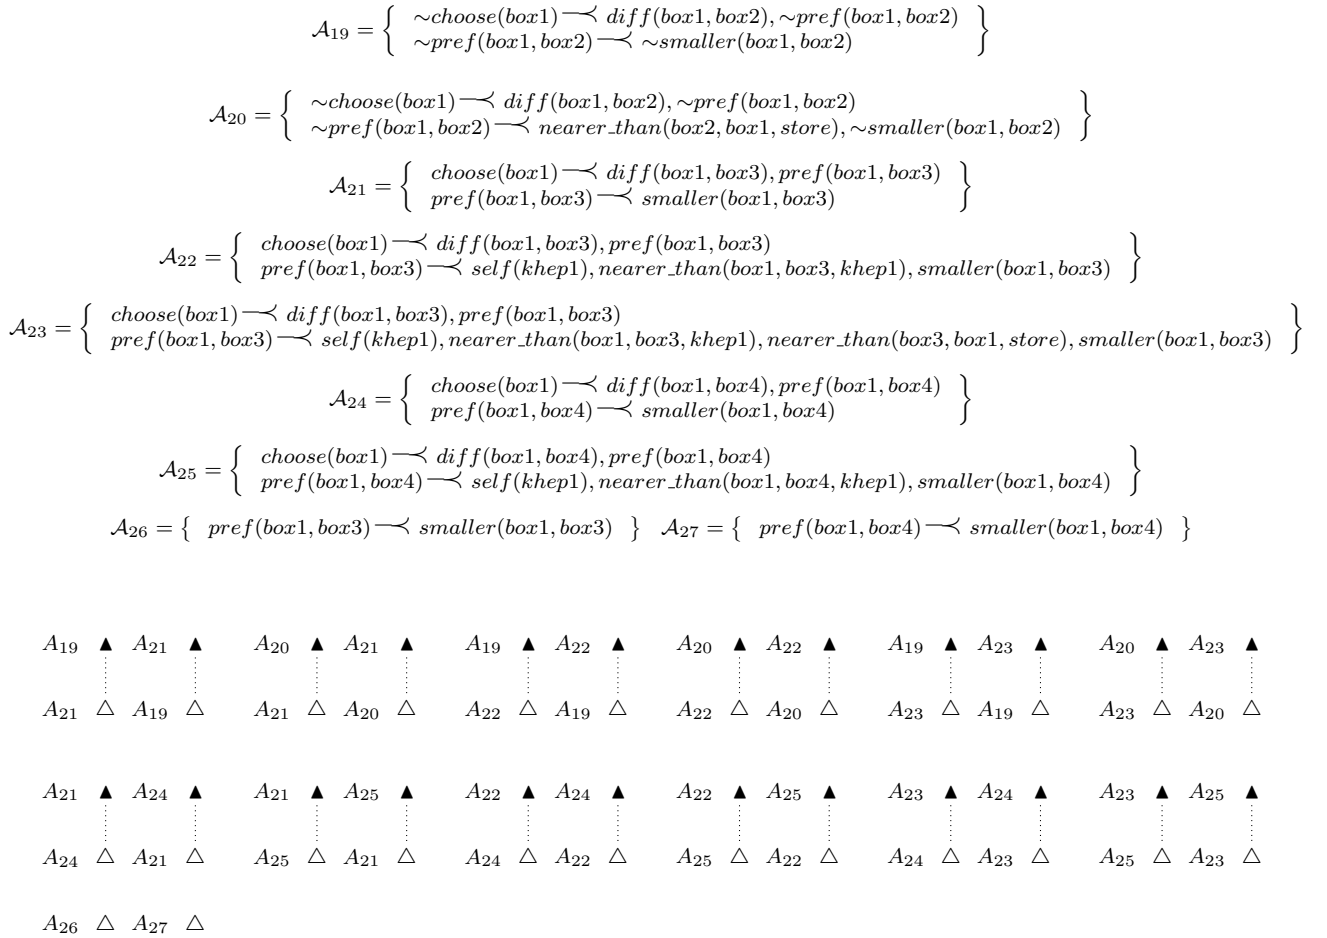 𝒜19 = { ∼choose(box1) ⤙ diff(box1, box2), ∼pref(box1, box2)
∼pref(box1, box2) ⤙ ∼smaller(box1, box2) }
𝒜20 = { ∼choose(box1) ⤙ diff(box1, box2), ∼pref(box1, box2)
∼pref(box1, box2) ⤙ nearer_than(box2, box1, store), ∼smaller(box1, box2) }
𝒜21 = { choose(box1) ⤙ diff(box1, box3), pref(box1, box3)
pref(box1, box3) ⤙ smaller(box1, box3) }
𝒜22 = { choose(box1) ⤙ diff(box1, box3), pref(box1, box3)
pref(box1, box3) ⤙ self(khep1), nearer_than(box1, box3, khep1), smaller(box1, box3) }
𝒜23 = { choose(box1) ⤙ diff(box1, box3), pref(box1, box3)
pref(box1, box3) ⤙ self(khep1), nearer_than(box1, box3, khep1), nearer_than(box3, box1, store), smaller(box1, box3) }
𝒜24 = { choose(box1) ⤙ diff(box1, box4), pref(box1, box4)
pref(box1, box4) ⤙ smaller(box1, box4) }
𝒜25 = { choose(box1) ⤙ diff(box1, box4), pref(box1, box4)
pref(box1, box4) ⤙ self(khep1), nearer_than(box1, box4, khep1), smaller(box1, box4) }
𝒜26 = { pref(box1, box3) ⤙ smaller(box1, box3) } 𝒜27 = { pref(box1, box4) ⤙ smaller(box1, box4) }
A19 ▲ A21 ▲ A20 ▲ A21 ▲ A19 ▲ A22 ▲ A20 ▲ A22 ▲ A19 ▲ A23 ▲ A20 ▲ A23 ▲
A21 △ A19 △ A21 △ A20 △ A22 △ A19 △ A22 △ A20 △ A23 △ A19 △ A23 △ A20 △
A21 ▲ A24 ▲ A21 ▲ A25 ▲ A22 ▲ A24 ▲ A22 ▲ A25 ▲ A23 ▲ A24 ▲ A23 ▲ A25 ▲
A24 △ A21 △ A25 △ A21 △ A24 △ A22 △ A25 △ A22 △ A24 △ A23 △ A25 △ A23 △
A26 △ A27 △